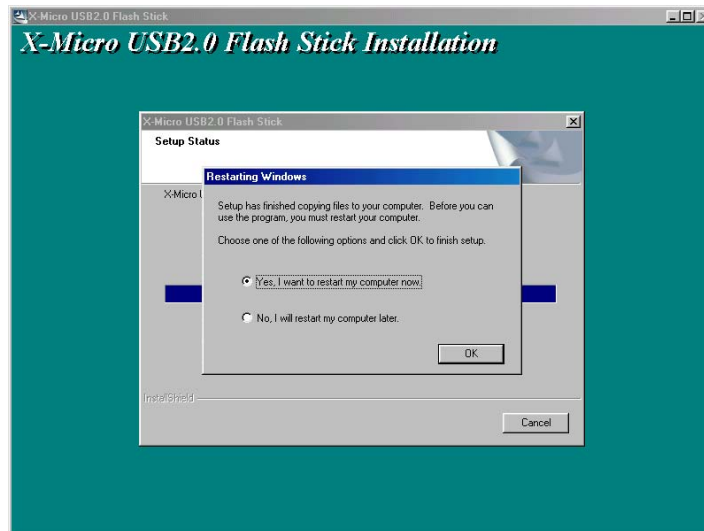 X-Micro USB2.0 Flash Stick
X-Micro USB2.0 Flash Stick Installation
X-Micro USB2.0 Flash Stick
Setup Status
Restarting Windows
X-Micro
Setup has finished copying files to your computer. Before you can
use the program, you must restart your computer.
Choose one of the following options and click OK to finish setup.
Yes, I want to restart my computer now.
No, I will restart my computer later.
OK
InstallShield
Cancel